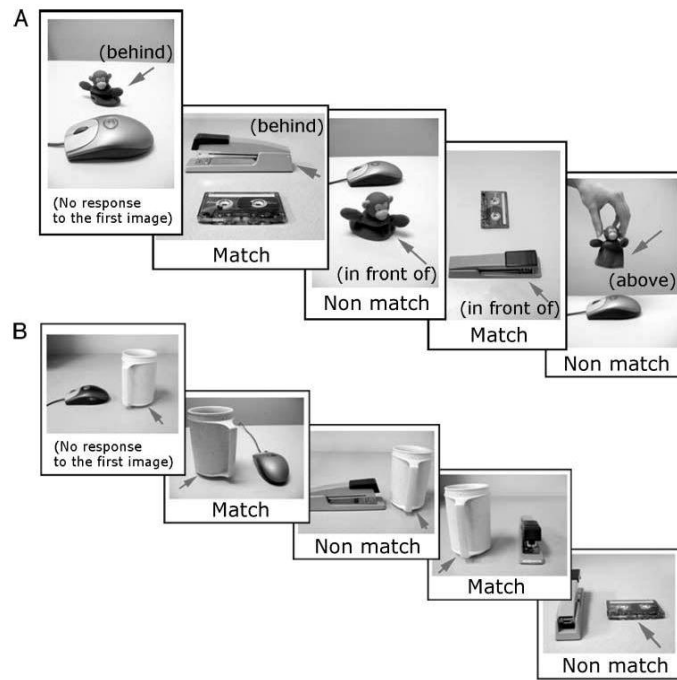 A
(behind)
(No response
to the first image)
(behind)
Match
(in front of)
Non match
(in front of)
Match
(above)
Non match
B
(No response
to the first image)
Match
Non match
Match
Non match